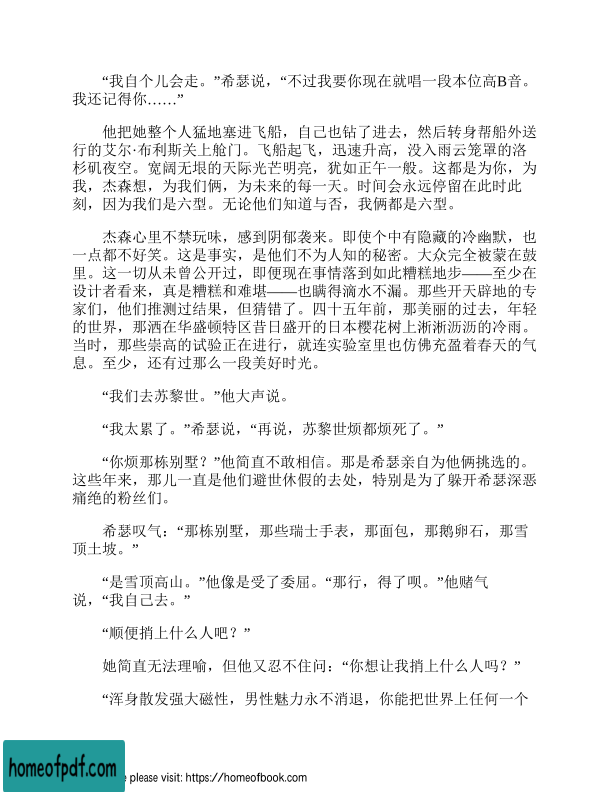 “我自个儿会走。”希瑟说，“不过我要你现在就唱一段本位高B音。
我还记得你……”
他把她整个人猛地塞进飞船，自己也钻了进去，然后转身帮船外送
行的艾尔·布利斯关上舱门。飞船起飞，迅速升高，没入雨云笼罩的洛
杉矶夜空。宽阔无垠的天际光芒明亮，犹如正午一般。这都是为你，为
我，杰森想，为我们俩，为未来的每一天。时间会永远停留在此时此
刻，因为我们是六型。无论他们知道与否，我俩都是六型。
杰森心里不禁玩味，感到阴郁袭来。即使个中有隐藏的冷幽默，也
一点都不好笑。这是事实，是他们不为人知的秘密。大众完全被蒙在鼓
里。这一切从未曾公开过，即便现在事情落到如此糟糕地步——至少在
设计者看来，真是糟糕和难堪——也瞒得滴水不漏。那些开天辟地的专
家们，他们推测过结果，但猜错了。四十五年前，那美丽的过去，年轻
的世界，那洒在华盛顿特区昔日盛开的日本樱花树上淅淅沥沥的冷雨。
当时，那些崇高的试验正在进行，就连实验室里也仿佛充盈着春天的气
息。至少，还有过那么一段美好时光。
“我们去苏黎世。”他大声说。
“我太累了。”希瑟说，“再说，苏黎世烦都烦死了。”
“你烦那栋别墅？”他简直不敢相信。那是希瑟亲自为他俩挑选的。
这些年来，那儿一直是他们避世休假的去处，特别是为了躲开希瑟深恶
痛绝的粉丝们。
希瑟叹气：“那栋别墅，那些瑞士手表，那面包，那鹅卵石，那雪
顶土坡。”
“是雪顶高山。”他像是受了委屈。“那行，得了呗。”他赌气
说，“我自己去。”
“顺便捎上什么人吧？”
她简直无法理喻，但他又忍不住问：“你想让我捎上什么人吗？”
“浑身散发强大磁性，男性魅力永不消退，你能把世界上任何一个
homeofpdf.com
e please visit: https://homeofbook.com